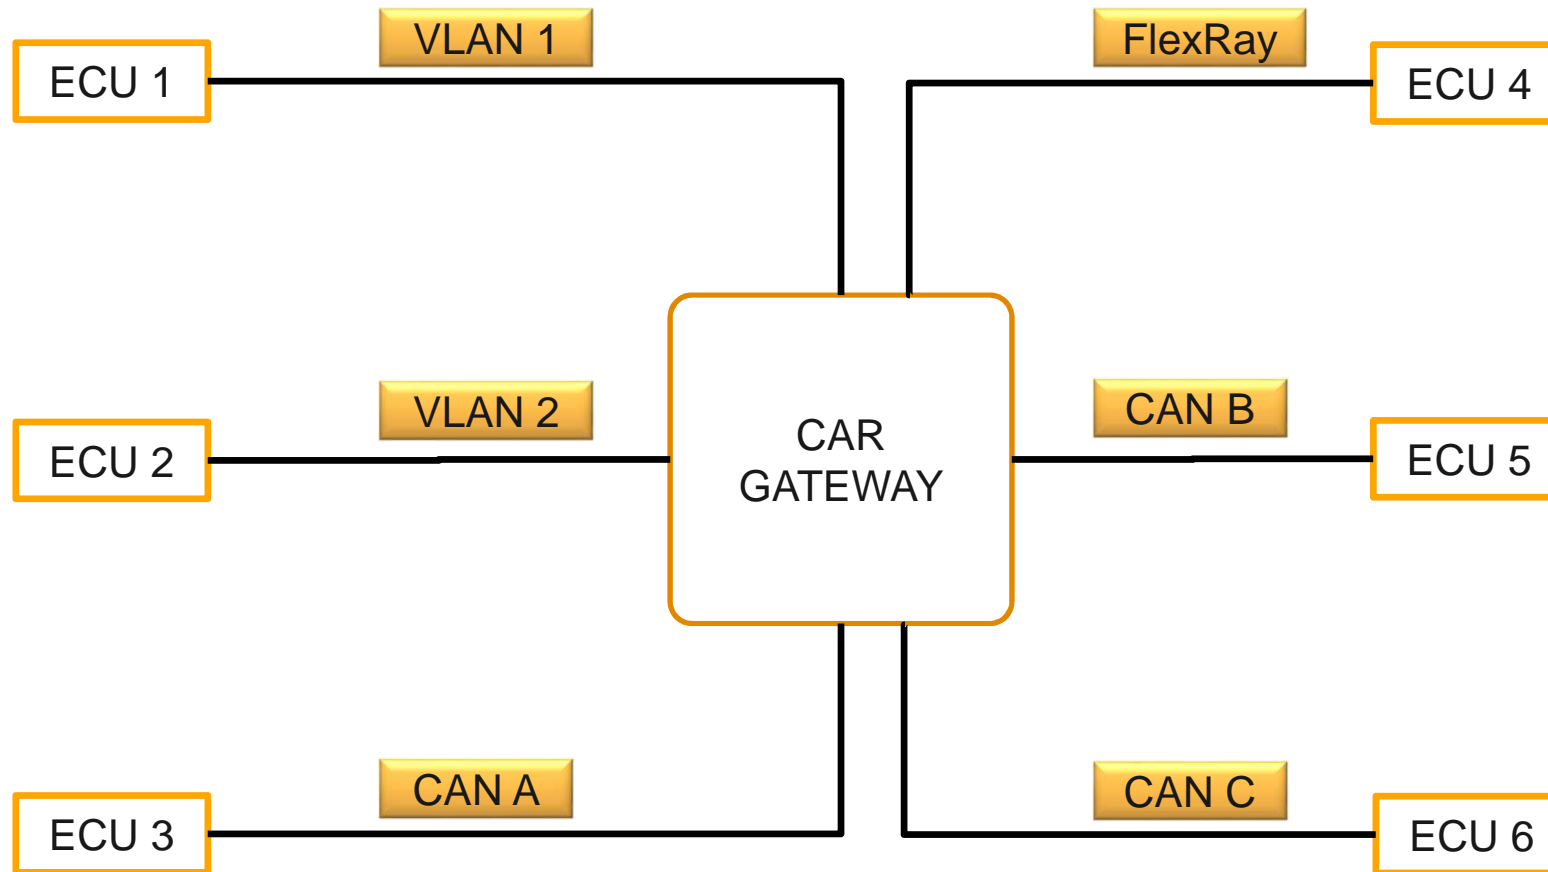 VLAN 1
FlexRay
ECU 1
ECU 4
VLAN 2
CAN B
CAR
GATEWAY
ECU 2
ECU 5
CAN A
CAN C
ECU 3
ECU 6